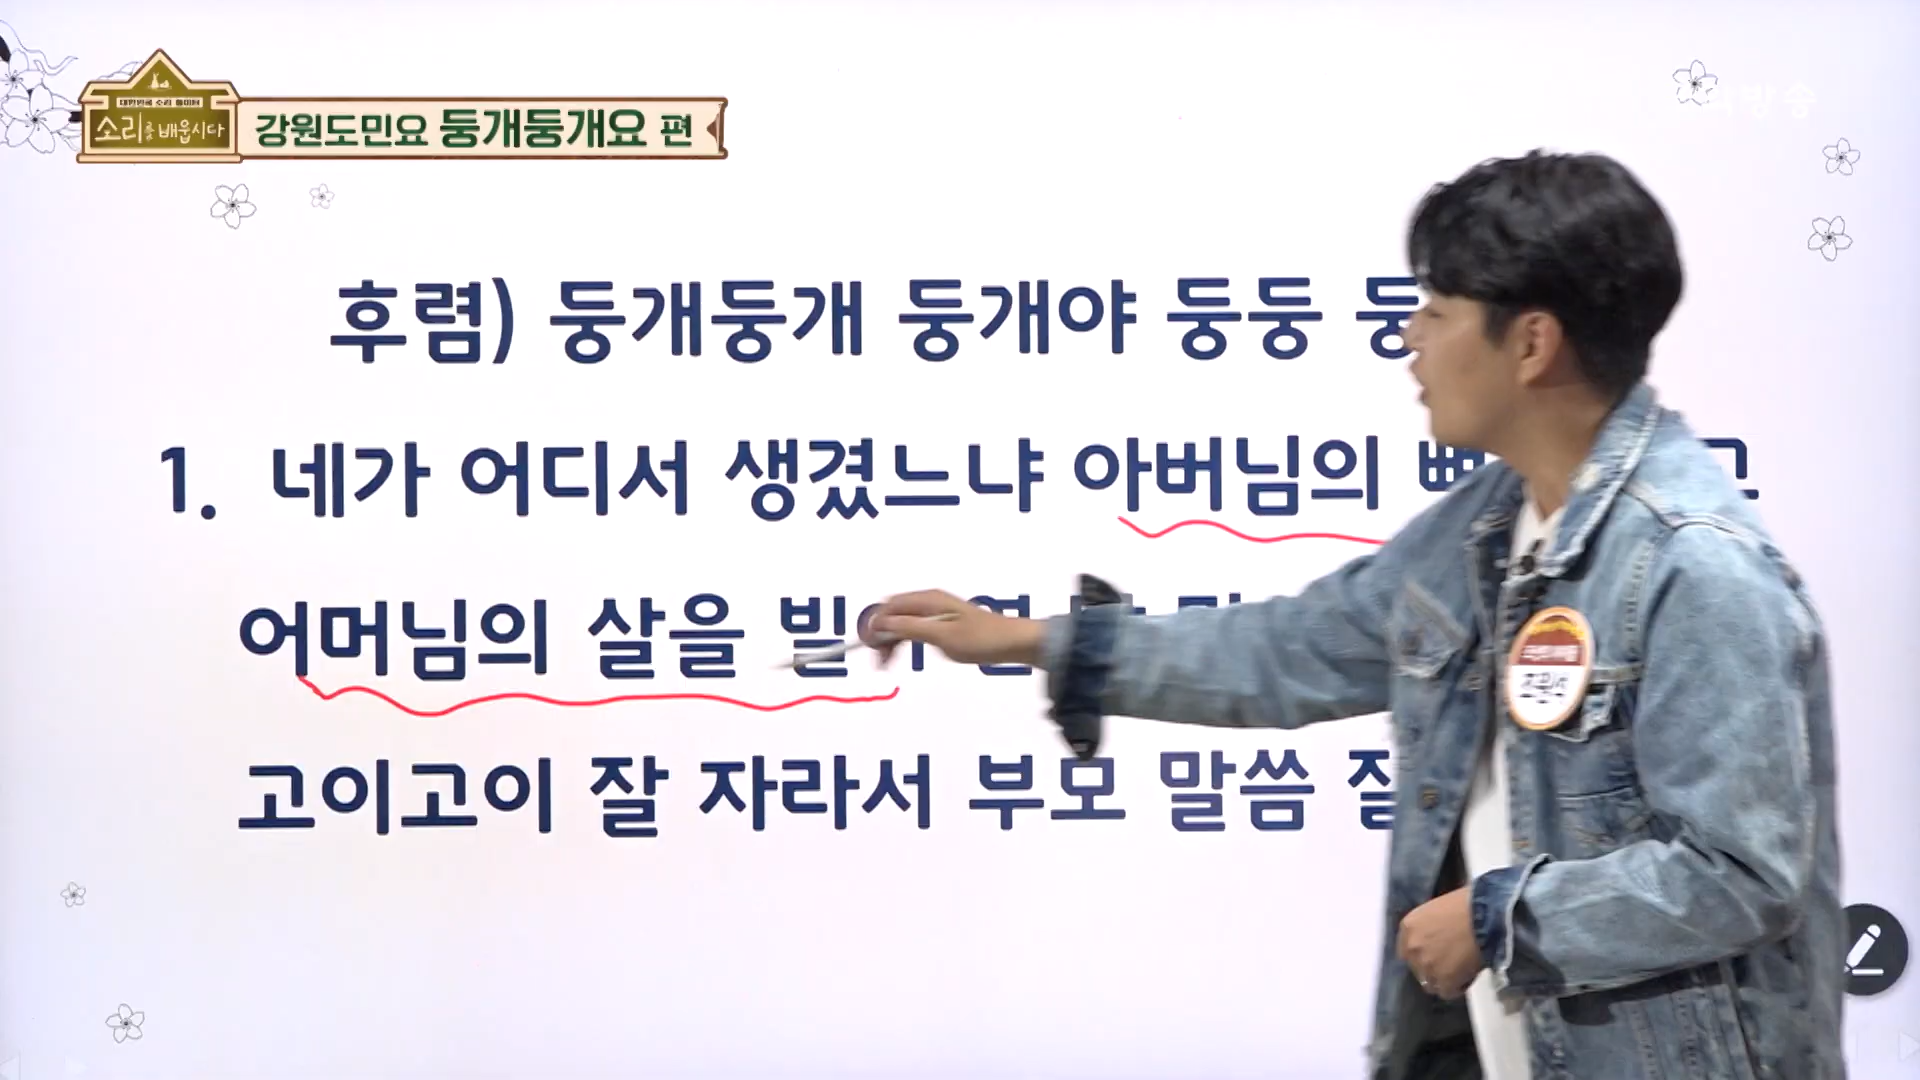 대한민국 소리 놀이터
소리를 배웁시다
강원도민요 둥개둥개요 편
후렴) 둥개둥개 둥개야 둥둥
1. 네가 어디서 생겼느냐 아버님의
어머님의 살을
고이고이 잘 자라서 부모 말씀